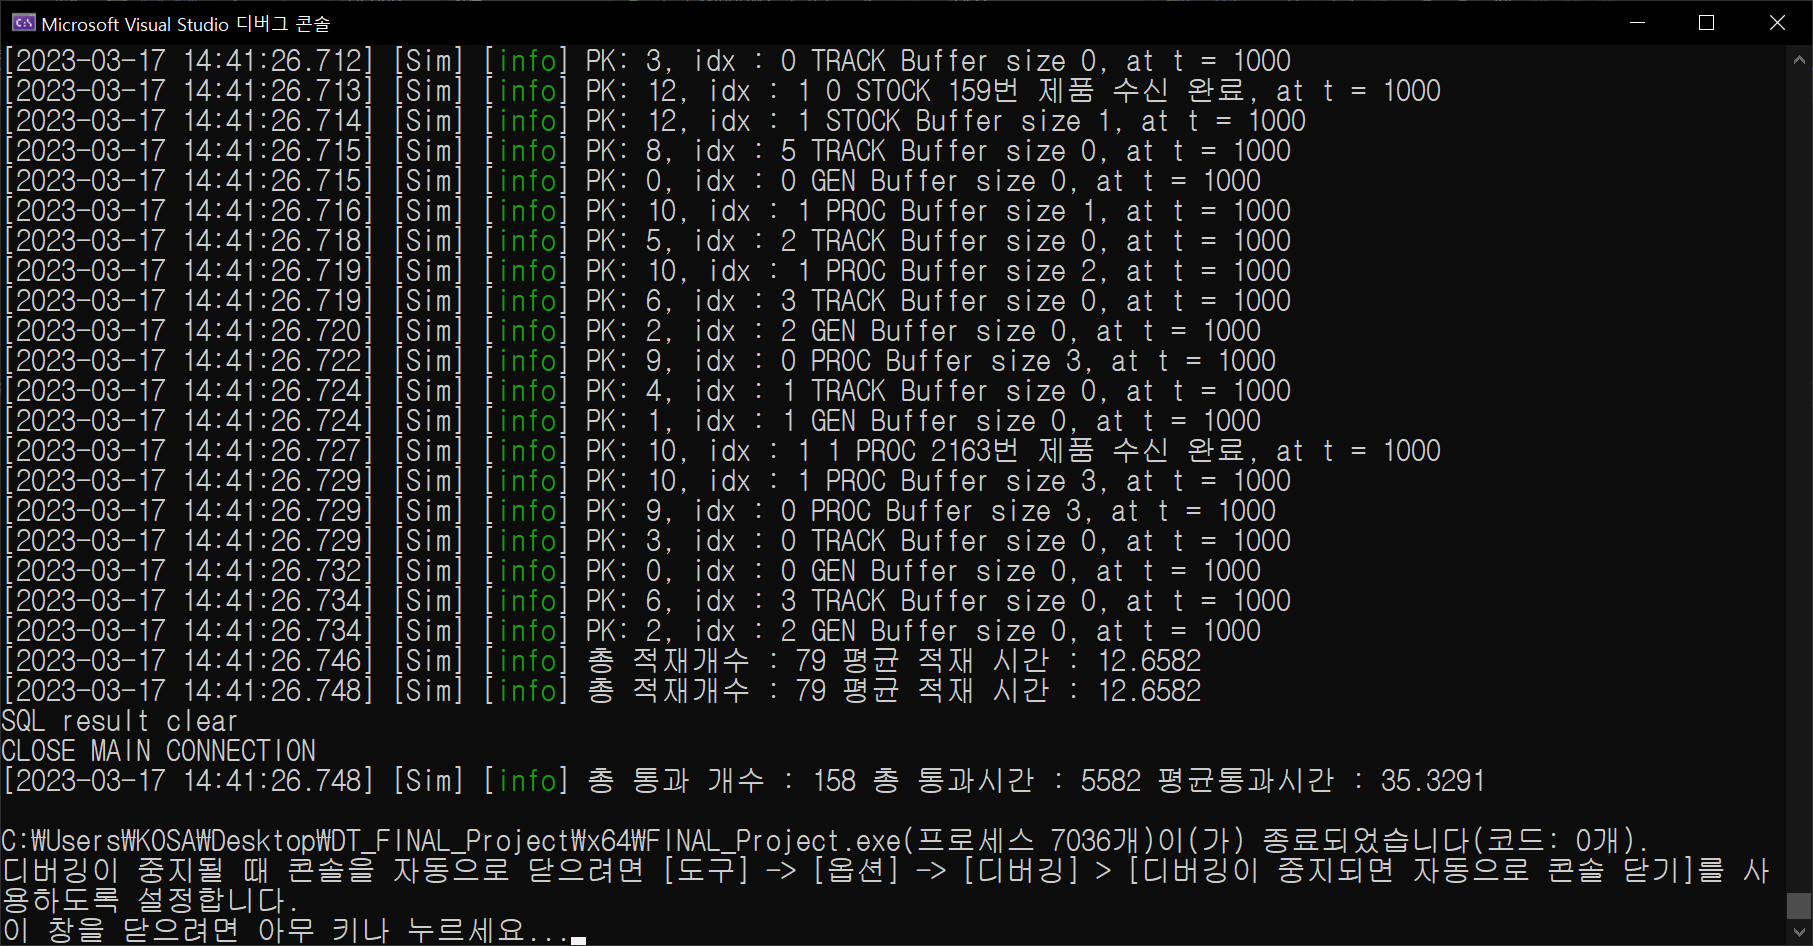 Microsoft Visual Studio 디버그 콘솔
[2023-03-17 14:41:26.712] [Sim] [info] PK: 3, idx : 0 TRACK Buffer size 0, at t = 1000
[2023-03-17 14:41:26.713] [Sim] [info] PK: 12, idx : 1 0 STOCK 159번 제품 수신 완료, at t = 1000
[2023-03-17 14:41:26.714] [Sim] [info] PK: 12, idx : 1 STOCK Buffer size 1, at t = 1000
[2023-03-17 14:41:26.715] [Sim] [info] PK: 8, idx : 5 TRACK Buffer size 0, at t = 1000
[2023-03-17 14:41:26.715] [Sim] [info] PK: 0, idx : 0 GEN Buffer size 0, at t = 1000
[2023-03-17 14:41:26.716] [Sim] [info] PK: 10, idx : 1 PROC Buffer size 1, at t = 1000
[2023-03-17 14:41:26.718] [Sim] [info] PK: 5, idx : 2 TRACK Buffer size 0, at t = 1000
[2023-03-17 14:41:26.719] [Sim] [info] PK: 10, idx : 1 PROC Buffer size 2, at t = 1000
[2023-03-17 14:41:26.719] [Sim] [info] PK: 6, idx : 3 TRACK Buffer size 0, at t = 1000
[2023-03-17 14:41:26.720] [Sim] [info] PK: 2, idx : 2 GEN Buffer size 0, at t = 1000
[2023-03-17 14:41:26.722] [Sim] [info] PK: 9, idx : 0 PROC Buffer size 3, at t = 1000
[2023-03-17 14:41:26.724] [Sim] [info] PK: 4, idx : 1 TRACK Buffer size 0, at t = 1000
[2023-03-17 14:41:26.724] [Sim] [info] PK: 1, idx : 1 GEN Buffer size 0, at t = 1000
[2023-03-17 14:41:26.727] [Sim] [info] PK: 10, idx : 1 1 PROC 2163번 제품 수신 완료, at t = 1000
[2023-03-17 14:41:26.729] [Sim] [info] PK: 10, idx : 1 PROC Buffer size 3, at t = 1000
[2023-03-17 14:41:26.729] [Sim] [info] PK: 9, idx : 0 PROC Buffer size 3, at t = 1000
[2023-03-17 14:41:26.729] [Sim] [info] PK: 3, idx : 0 TRACK Buffer size 0, at t = 1000
[2023-03-17 14:41:26.732] [Sim] [info] PK: 0, idx : 0 GEN Buffer size 0, at t = 1000
[2023-03-17 14:41:26.734] [Sim] [info] PK: 6, idx : 3 TRACK Buffer size 0, at t = 1000
[2023-03-17 14:41:26.734] [Sim] [info] PK: 2, idx : 2 GEN Buffer size 0, at t = 1000
[2023-03-17 14:41:26.746] [Sim] [info] 총 적재개수 : 79 평균 적재 시간 : 12.6582
[2023-03-17 14:41:26.748] [Sim] [info] 총 적재개수 : 79 평균 적재 시간 : 12.6582
SQL result clear
CLOSE MAIN CONNECTION
[2023-03-17 14:41:26.748] [Sim] [info] 총 통과 개수 : 158 총 통과시간 : 5582 평균통과시간 : 35.3291
C:₩Users₩KOSA₩Desktop₩DT_FINAL_Project₩x64₩FINAL_Project.exe(프로세스 7036개)이(가) 종료되었습니다(코드: 0개).
디버깅이 중지될 때 콘솔을 자동으로 닫으려면 [도구] -> [옵션] -> [디버깅] > [디버깅이 중지되면 자동으로 콘솔 닫기]를 사
용하도록 설정합니다.
이 창을 닫으려면 아무 키나 누르세요...